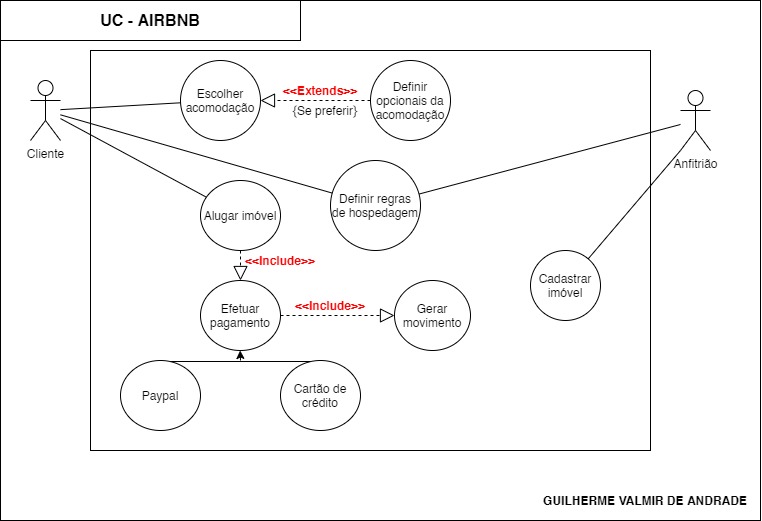 UC - AIRBNB
Escolher
acomodação
<<Extends>>
{Se preferir}
Definir
opcionais da
acomodação
Cliente
Anfitrião
Definir regras
de hospedagem
Alugar imóvel
<<Include>>
Cadastrar
imóvel
Efetuar
pagamento
<<Include>>
Gerar
movimento
Paypal
Cartão de
crédito
GUILHERME VALMIR DE ANDRADE